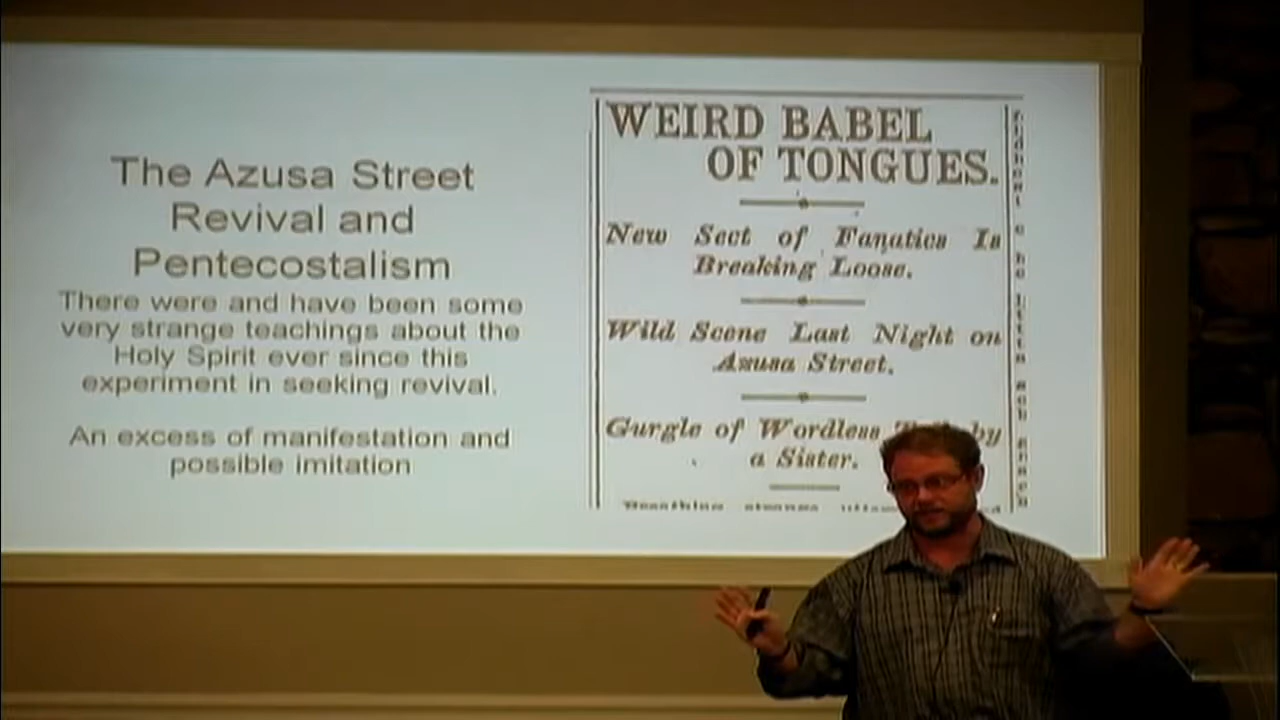 The Azusa Street
Revival and
Pentecostalism
There were and have been some
very strange teachings about the
Holy Spirit ever since this
experiment in seeking revival.
An excess of manifestation and
possible imitation
WEIRD BABEL
OF TONGUES.
New Sect of Fanatics Is
Breaking Loose.
Wild Scene Last Night on
Azusa Street.
Gurgle of Wordless by
a Sister.